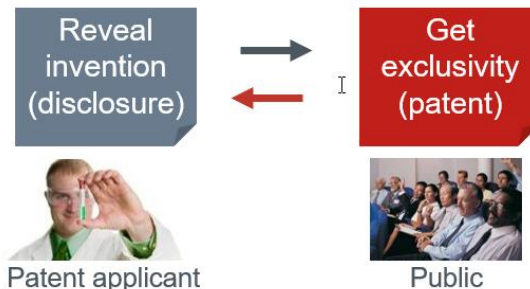 Reveal
invention
(disclosure)
Get
exclusivity
(patent)
Patent applicant
Public